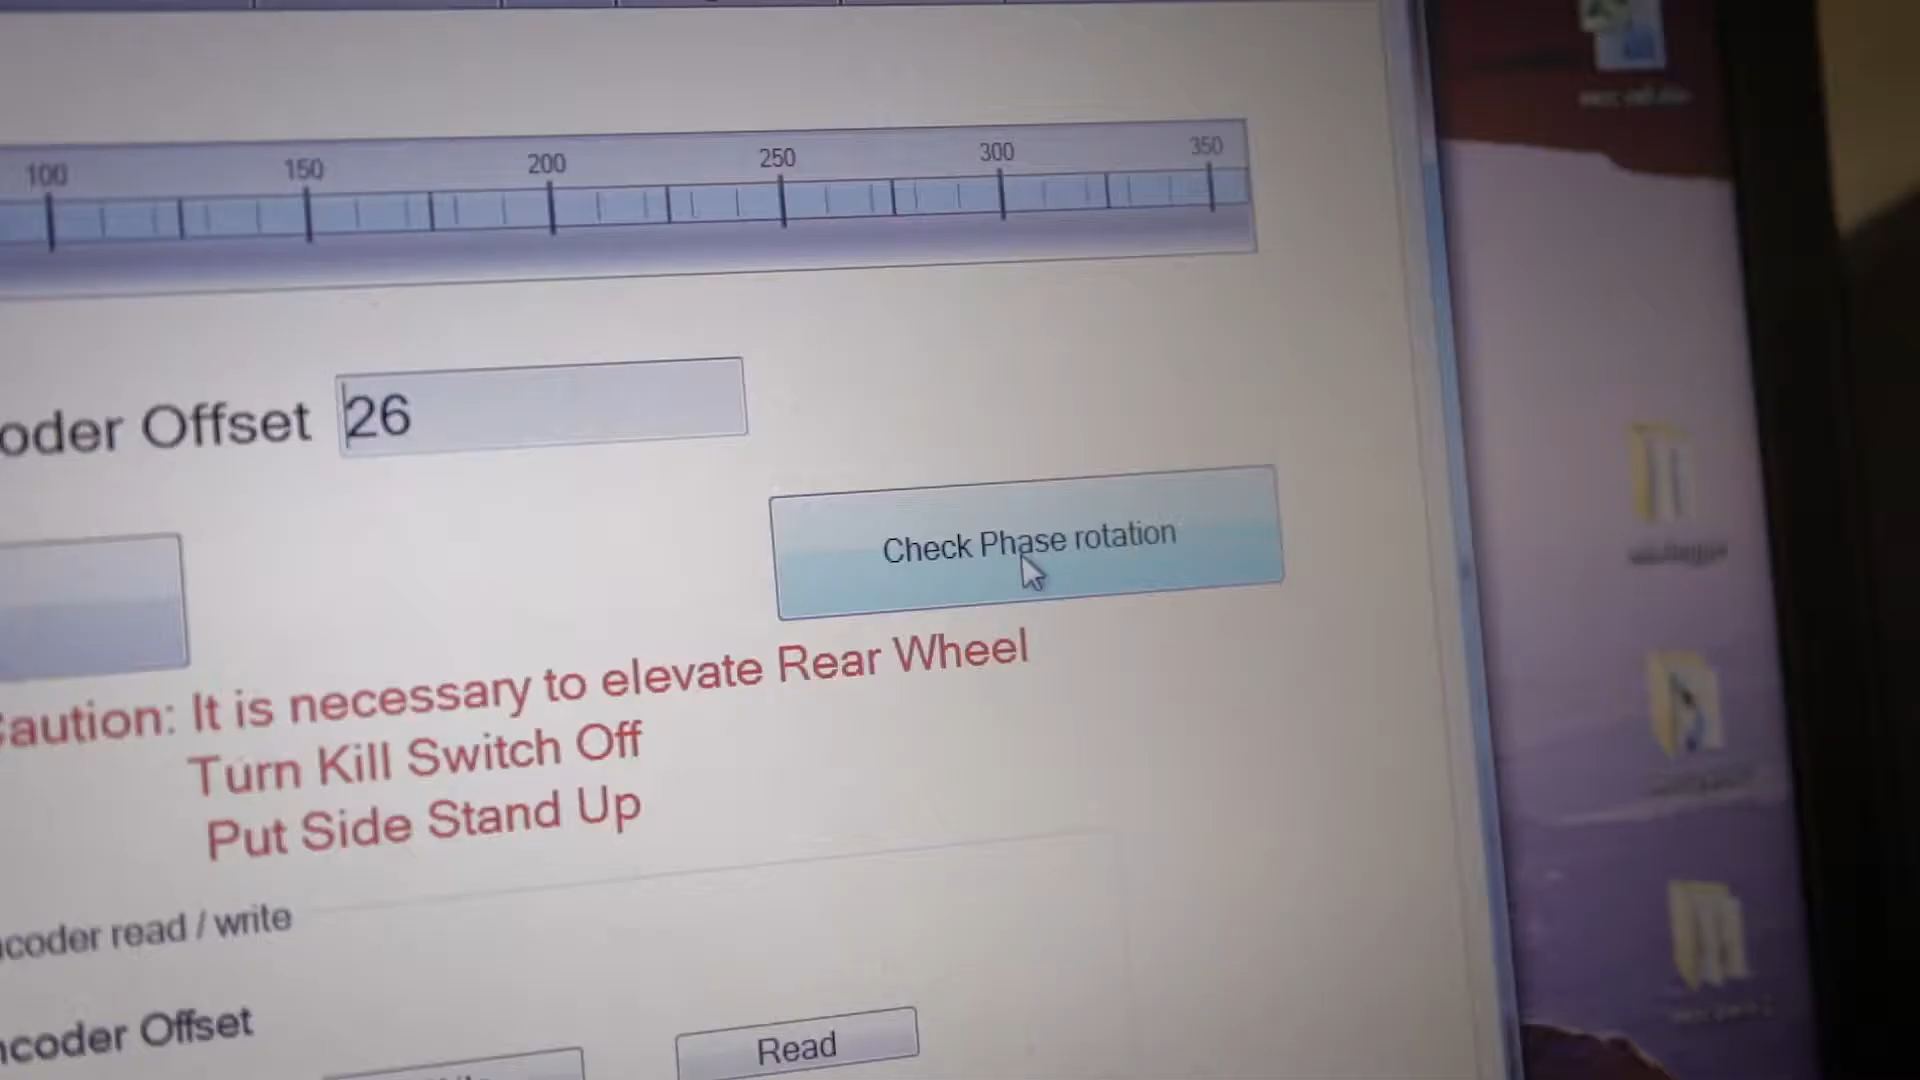 100 150 200 250 300 350
oder Offset 26
Check Phase rotation
aution: It is necessary to elevate Rear Wheel
Turn Kill Switch Off
Put Side Stand Up
coder read / write
ncoder Offset
Read